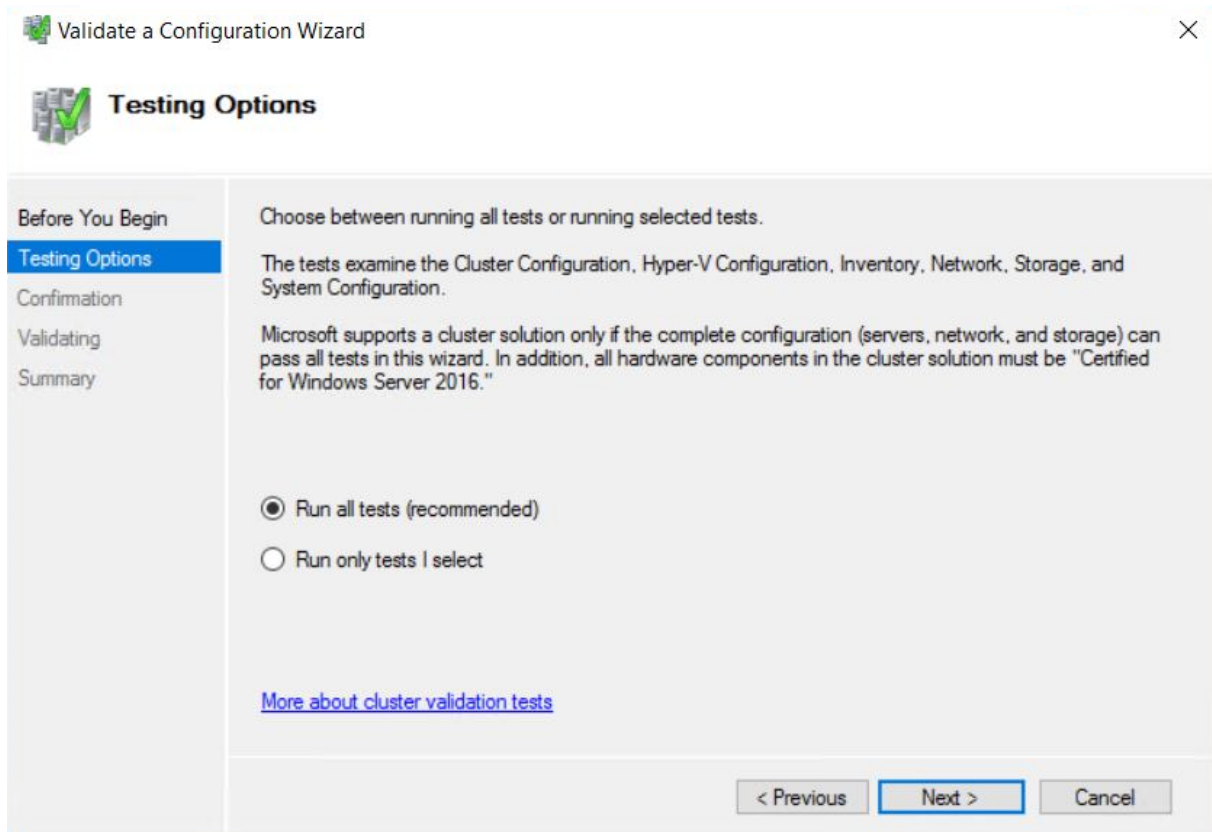 Validate a Configuration Wizard
Testing Options
Before You Begin
Testing Options
Confirmation
Validating
Summary
Choose between running all tests or running selected tests.
The tests examine the Cluster Configuration, Hyper-V Configuration, Inventory, Network, Storage, and
System Configuration.
Microsoft supports a cluster solution only if the complete configuration (servers, network, and storage) can
pass all tests in this wizard. In addition, all hardware components in the cluster solution must be "Certified
for Windows Server 2016."
Run all tests (recommended)
Run only tests I select
More about cluster validation tests
< Previous
Next >
Cancel